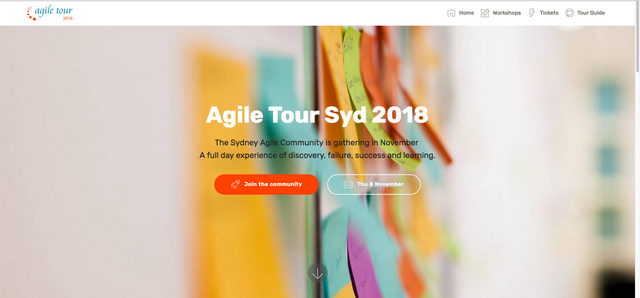 agile tour
2018
Home
Workshops
Tickets
Tour Guide
Agile Tour Syd 2018
The Sydney Agile Community is gathering in November
A full day experience of discovery, failure, success and learning.
Join the community
Thu 8 November